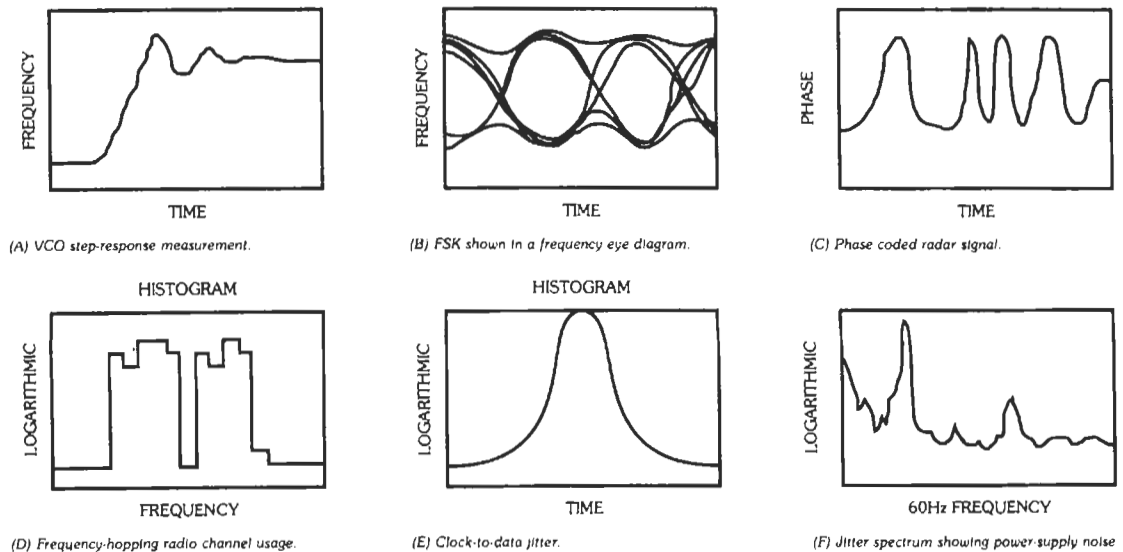 FREQUENCY
TIME
(A) VCO step-response measurement.
FREQUENCY
TIME
(B) FSK shown in a frequency eye diagram.
PHASE
TIME
(C) Phase coded radar signal.
HISTOGRAM
LOGARITHMIC
FREQUENCY
(D) Frequency-hopping radio channel usage.
HISTOGRAM
LOGARITHMIC
TIME
(E) Clock-to-data jitter.
LOGARITHMIC
60Hz FREQUENCY
(F) Jitter spectrum showing power-supply noise